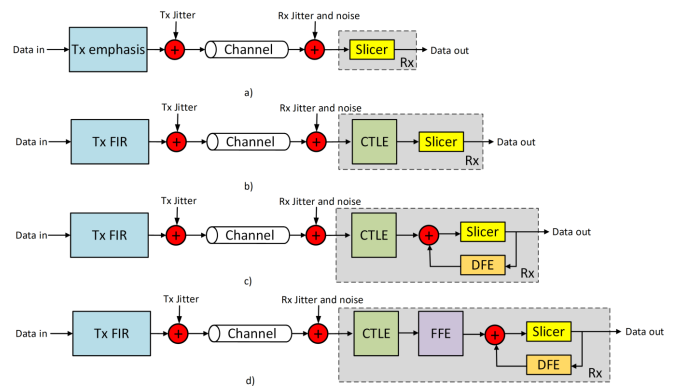 Tx Jitter
Rx Jitter and noise
Data in
Tx emphasis
Channel
Slicer
Data out
Rx
a)
Tx Jitter
Rx Jitter and noise
Data in
Tx FIR
Channel
CTLE
Slicer
Data out
Rx
b)
Tx Jitter
Rx Jitter and noise
Data in
Tx FIR
Channel
CTLE
Slicer
Data out
DFE
Rx
c)
Tx Jitter
Rx Jitter and noise
Data in
Tx FIR
Channel
CTLE
FFE
Slicer
Data out
DFE
Rx
d)